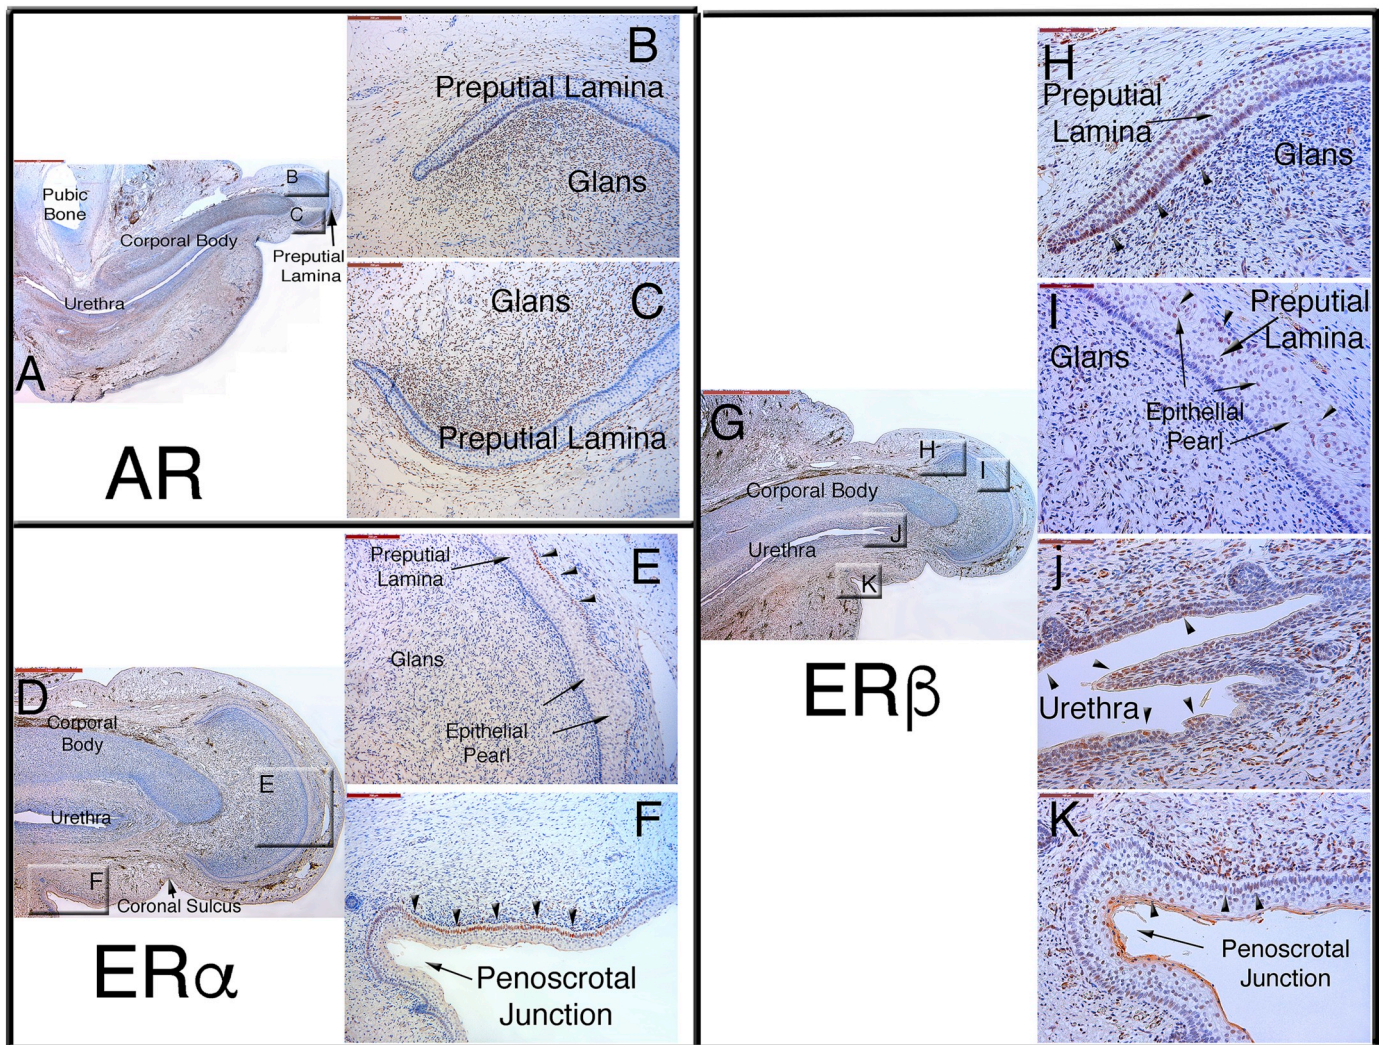 B
Preputial Lamina
Glans
B
C
Pubic
Bone
Corporal Body
Preputial
Lamina
Urethra
A
Glans
C
Preputial Lamina
AR
Preputial
Lamina
E
Glans
Epithelial
Pearl
D
Corporal
Body
E
Urethra
F
Coronal Sulcus
F
Penoscrotal
Junction
ERα
H
Preputial
Lamina
Glans
I
Preputial
Lamina
Glans
Epithelial
Pearl
G
H
I
Corporal Body
J
Urethra
K
j
Urethra
ERβ
K
Penoscrotal
Junction